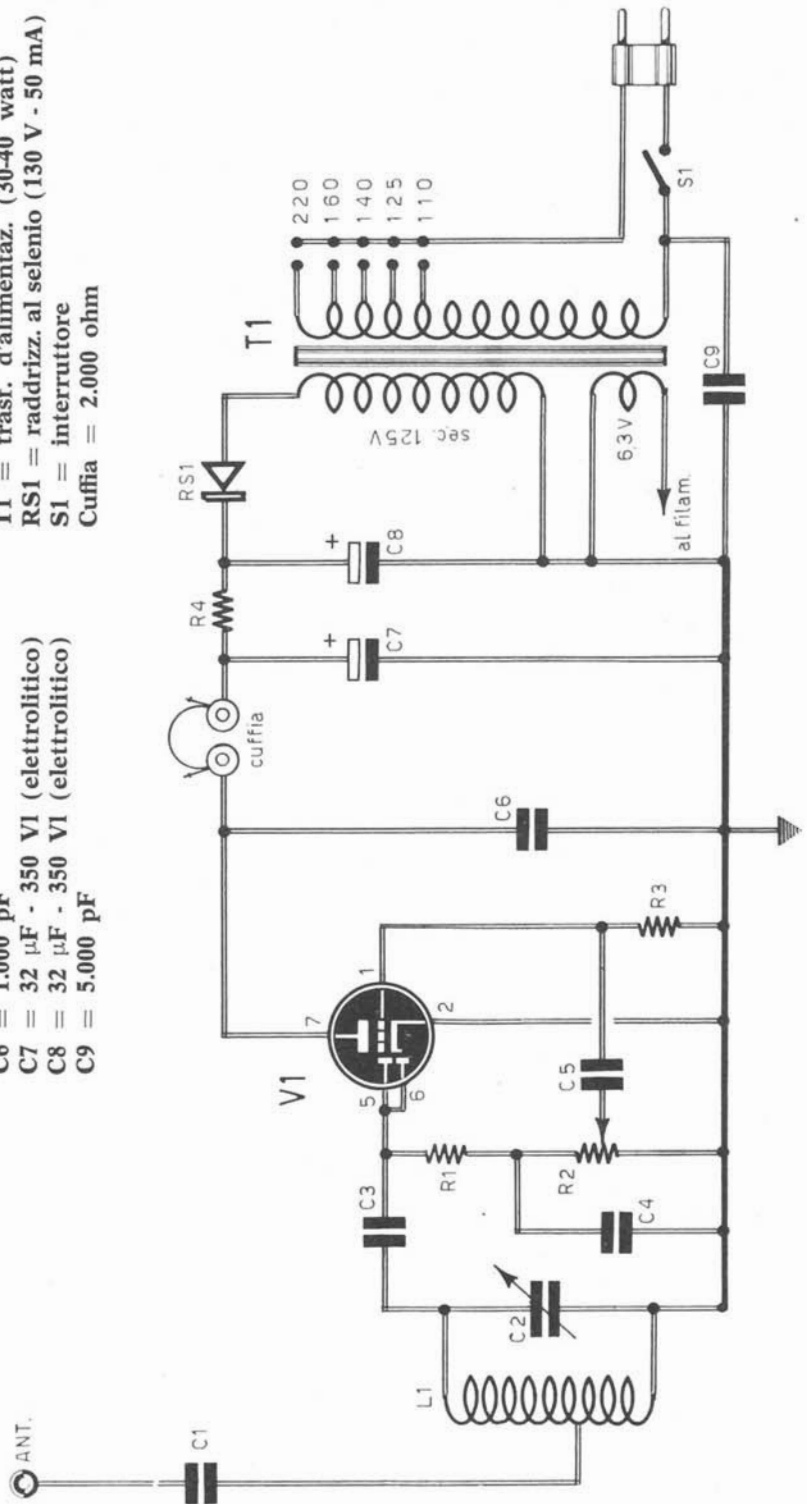 C6 = 1.000 pF
C7 = 32 µF - 350 Vl (elettrolitico)
C8 = 32 µF - 350 Vl (elettrolitico)
C9 = 5.000 pF
T1 = trasf. d'alimentaz. (30-40 watt)
RS1 = raddrizz. al selenio (130 V - 50 mA)
S1 = interruttore
Cuffia = 2.000 ohm
ANT.
C1
L1
C2
C3
C4
R1
R2
C5
V1
5
6
7
1
2
R3
C6
cuffia
R4
C7
+
C8
+
RS1
T1
sec. 125V
6,3V
al filam.
C9
220
160
140
125
110
S1